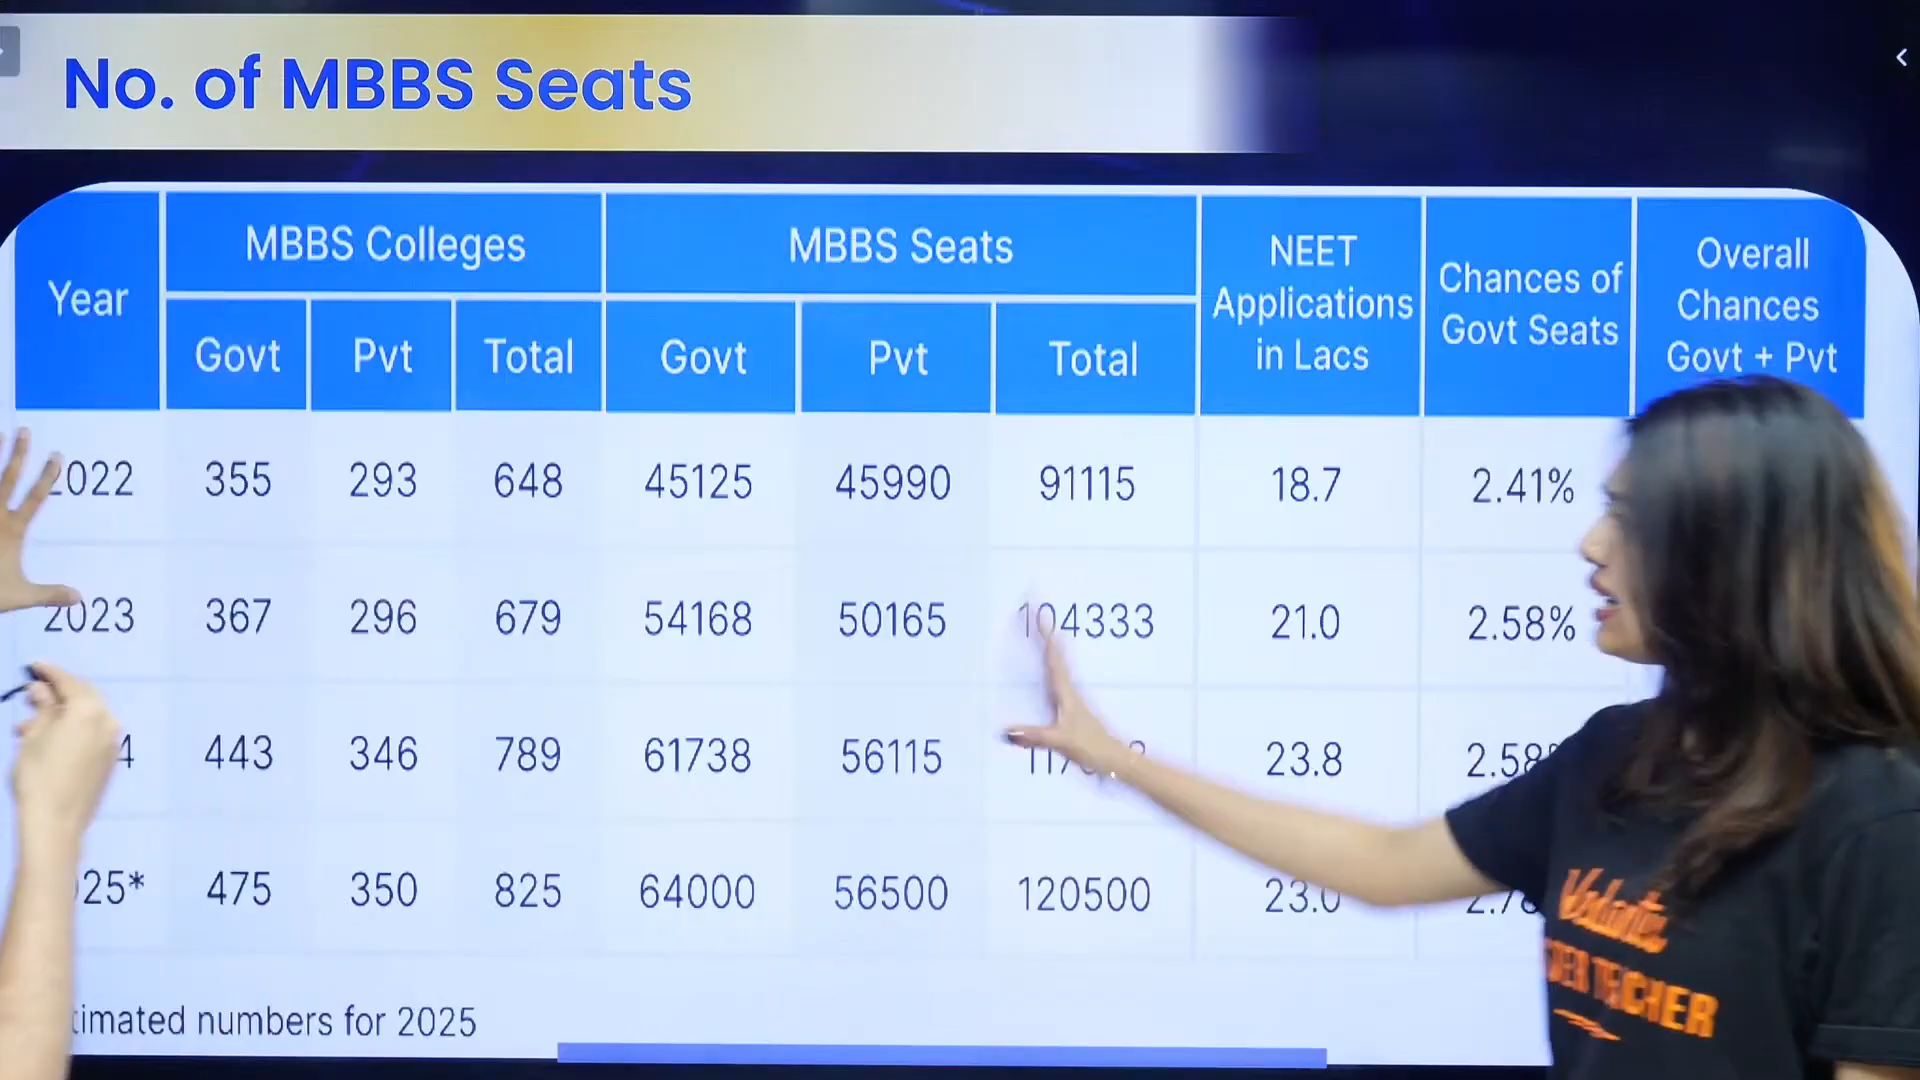 No. of MBBS Seats
Year MBBS Colleges MBBS Seats NEET Applications in Lacs Chances of Govt Seats Overall Chances Govt + Pvt
Govt Pvt Total Govt Pvt Total
2022 355 293 648 45125 45990 91115 18.7 2.41%
2023 367 296 679 54168 50165 104333 21.0 2.58%
443 346 789 61738 56115 23.8
475 350 825 64000 56500 120500 23.0
numbers for 2025